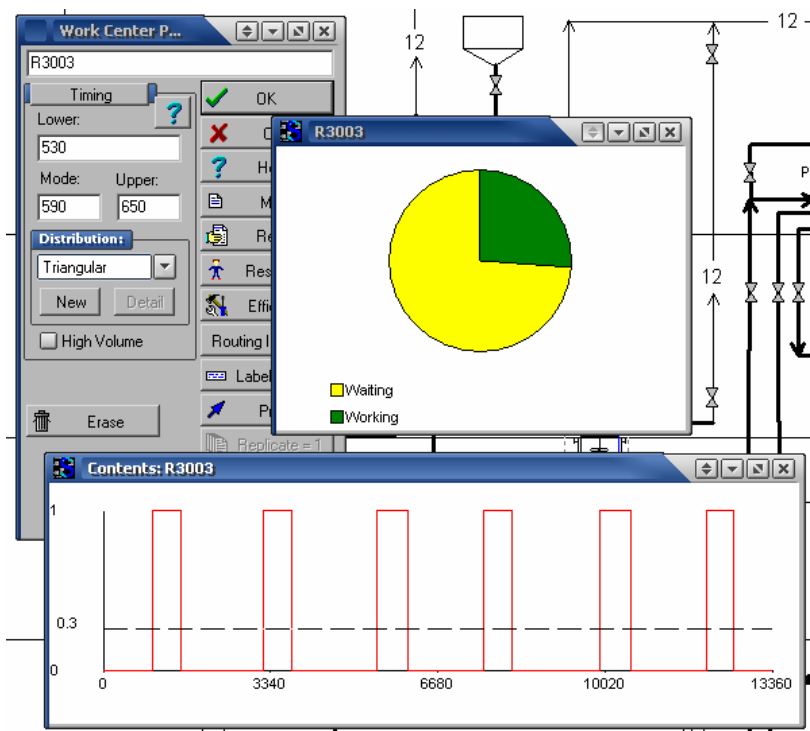 Work Center P...
R3003
Timing
Lower:
530
Mode: Upper:
590 650
Distribution:
Triangular
New Detail
High Volume
Erase
OK
Routing I
Label
Replicate = 1
R3003
Waiting
Working
12
12
12
P
Contents: R3003
1
0.3
0
0 3340 6680 10020 13360